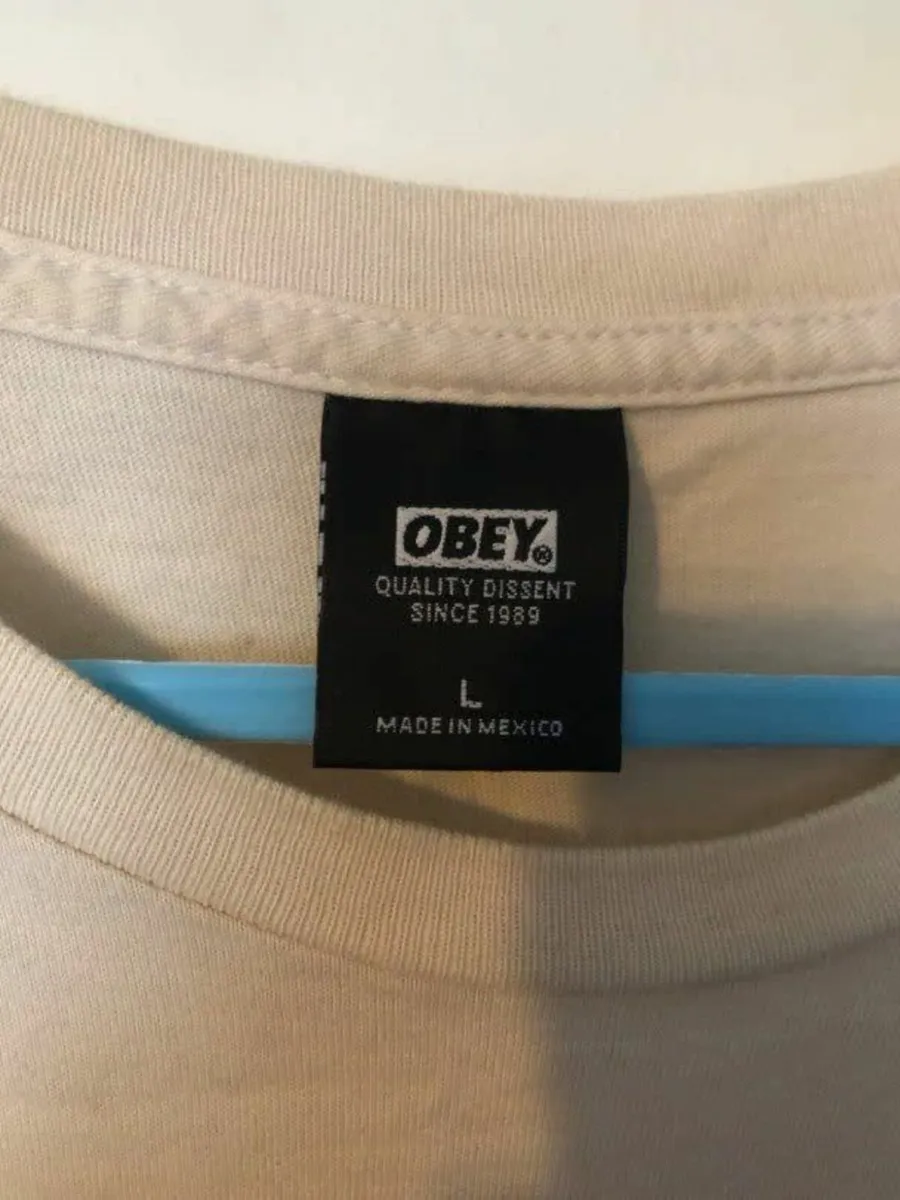 OBEY®
QUALITY DISSENT
SINCE 1989
L
MADE IN MEXICO